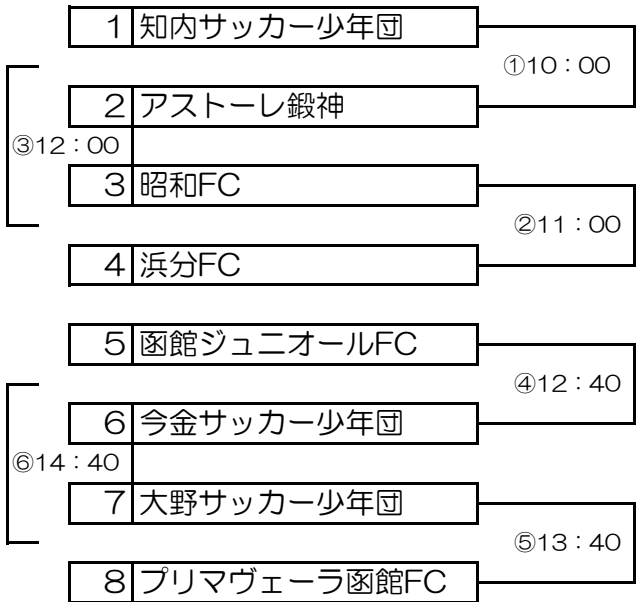 1 知内サッカー少年団
①10：00
2 アストーレ鍛神
③12：00
3 昭和FC
②11：00
4 浜分FC
5 函館ジュニオールFC
④12：40
6 今金サッカー少年団
⑥14：40
7 大野サッカー少年団
⑤13：40
8 プリマヴェーラ函館FC